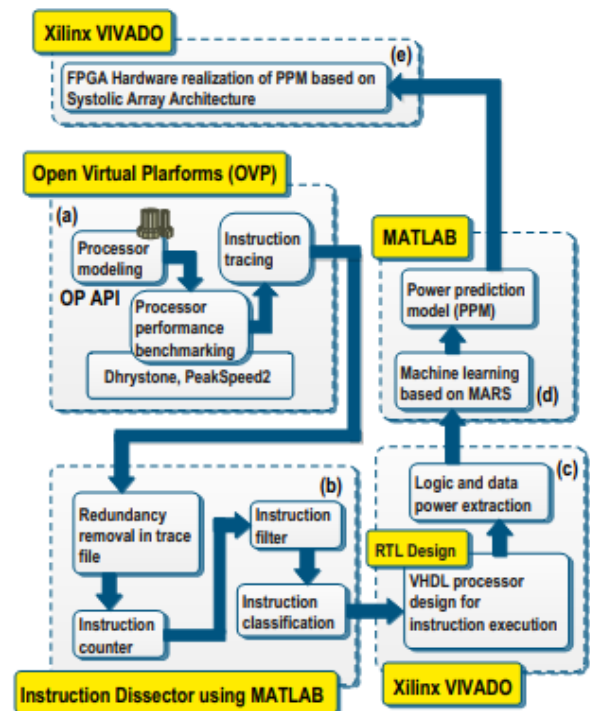 Xilinx VIVADO
(e)
FPGA Hardware realization of PPM based on
Systolic Array Architecture
Open Virtual Plarforms (OVP)
(a)
Processor
modeling
OP API
Processor
performance
benchmarking
Dhrystone, PeakSpeed2
Instruction
tracing
(b)
Redundancy
removal in trace
file
Instruction
counter
Instruction
filter
Instruction
classification
Instruction Dissector using MATLAB
(c)
Logic and data
power extraction
RTL Design
VHDL processor
design for
instruction execution
Xilinx VIVADO
MATLAB
Power prediction
model (PPM)
Machine learning
based on MARS
(d)